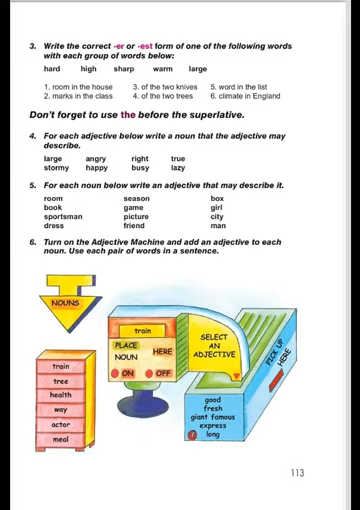 3. Write the correct -er or -est form of one of the following words
with each group of words below:
hard high sharp warm large
1. room in the house 3. of the two knives 5. word in the list
2. marks in the class 4. of the two trees 6. climate in England
Don't forget to use the before the superlative.
4. For each adjective below write a noun that the adjective may
describe.
large angry right true
stormy happy busy lazy
5. For each noun below write an adjective that may describe it.
room season box
book game girl
sportsman picture city
dress friend man
6. Turn on the Adjective Machine and add an adjective to each
noun. Use each pair of words in a sentence.
NOUNS
train
PLACE
NOUN
HERE
ON OFF
SELECT
AN
ADJECTIVE
PICK UP
HERE
train
tree
health
way
actor
meal
good
fresh
giant famous
express
long
113